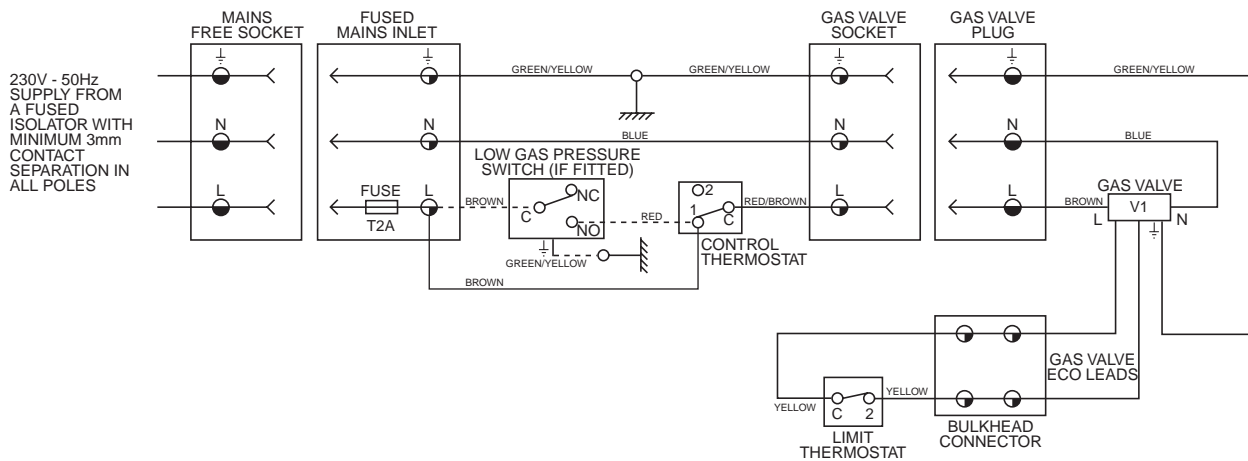 MAINS
FREE SOCKET
FUSED
MAINS INLET
GAS VALVE
SOCKET
GAS VALVE
PLUG
230V - 50Hz
SUPPLY FROM
A FUSED
ISOLATOR WITH
MINIMUM 3mm
CONTACT
SEPARATION IN
ALL POLES
GREEN/YELLOW
GREEN/YELLOW
GREEN/YELLOW
N
N
N
N
BLUE
BLUE
LOW GAS PRESSURE
SWITCH (IF FITTED)
L
FUSE
T2A
L
BROWN
C
NC
NO
RED
2
1
C
RED/BROWN
L
L
BROWN
GAS VALVE
V1
L
N
CONTROL
THERMOSTAT
GREEN/YELLOW
BROWN
GAS VALVE
ECO LEADS
YELLOW
C
2
YELLOW
LIMIT
THERMOSTAT
BULKHEAD
CONNECTOR